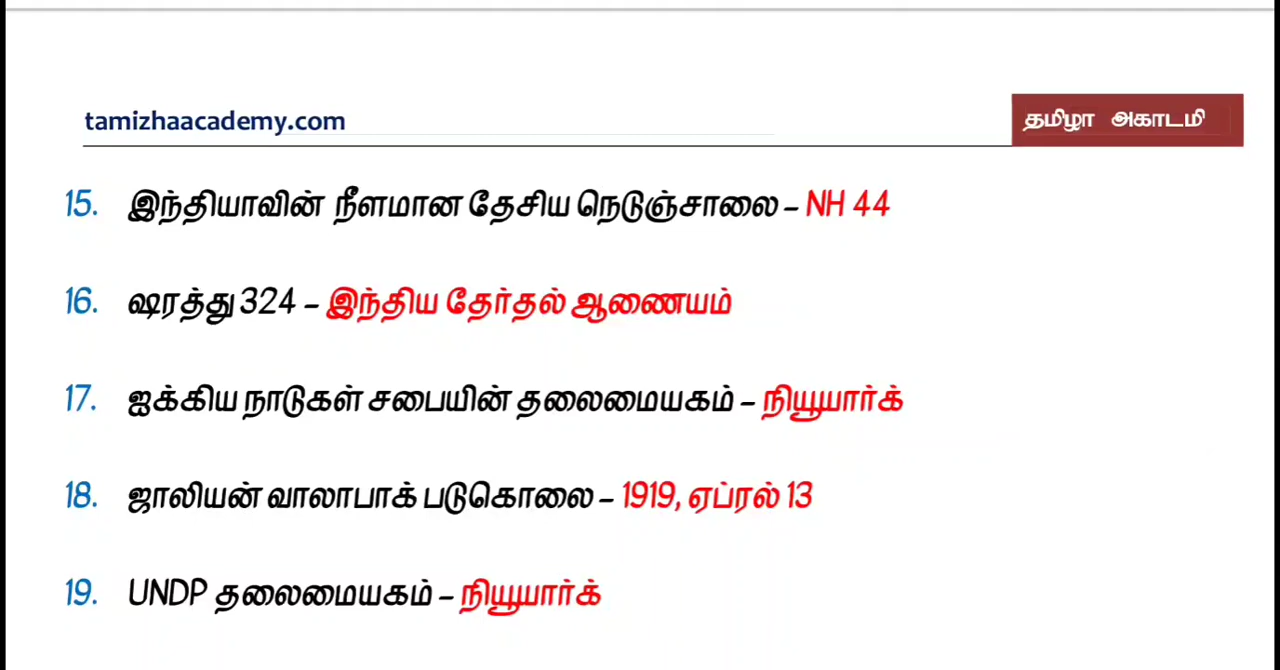 tamizhaacademy.com
தமிழா அகாடமி
15. இந்தியாவின் நீளமான தேசிய நெடுஞ்சாலை – NH 44
16. ஷரத்து 324 – இந்திய தேர்தல் ஆணையம்
17. ஐக்கிய நாடுகள் சபையின் தலைமையகம் – நியூயார்க்
18. ஜாலியன் வாலாபாக் படுகொலை – 1919, ஏப்ரல் 13
19. UNDP தலைமையகம் – நியூயார்க்